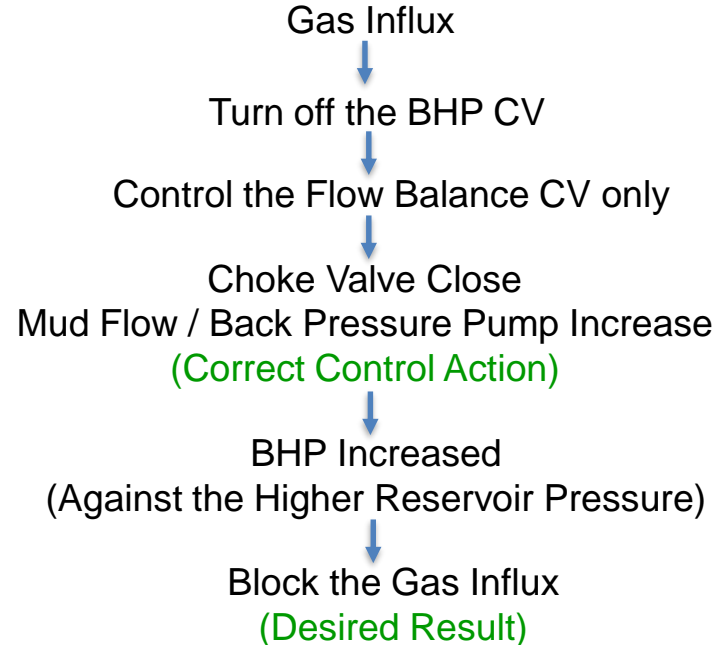 Gas Influx
Turn off the BHP CV
Control the Flow Balance CV only
Choke Valve Close
Mud Flow / Back Pressure Pump Increase
(Correct Control Action)
BHP Increased
(Against the Higher Reservoir Pressure)
Block the Gas Influx
(Desired Result)